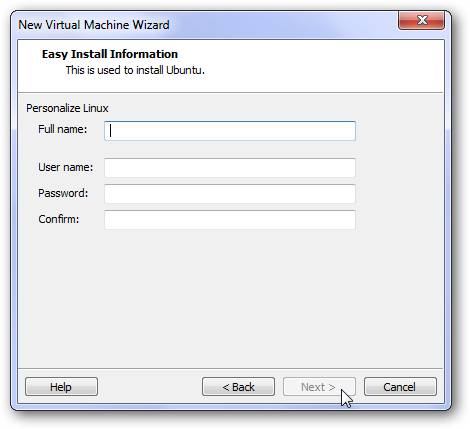 New Virtual Machine Wizard
Easy Install Information
This is used to install Ubuntu.
Personalize Linux
Full name:
User name:
Password:
Confirm:
Help < Back Next > Cancel